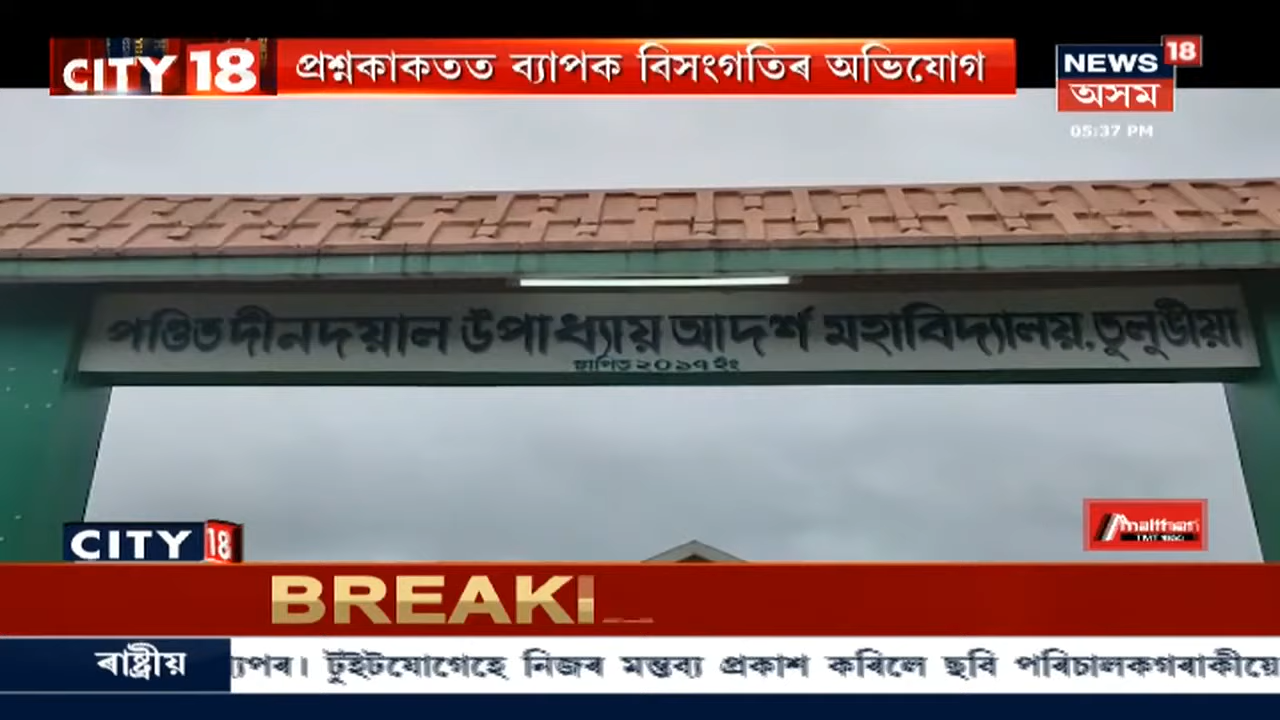 CITY 18 প্ৰশ্নকাকতত ব্যাপক বিসংগতিৰ অভিযোগ
NEWS 18
অসম
05:37 PM
পণ্ডিত দীনদয়াল উপাধ্যায় আদৰ্শ মহাবিদ্যালয়, তুলুঙীয়া
স্থাপিত ২০১৭ ইং
CITY 18
BREAKI
ৰাষ্ট্ৰীয় ্যপৰ। টুইটযোগেহে নিজৰ মন্তব্য প্ৰকাশ কৰিলে ছবি পৰিচালকগৰাকীয়ে